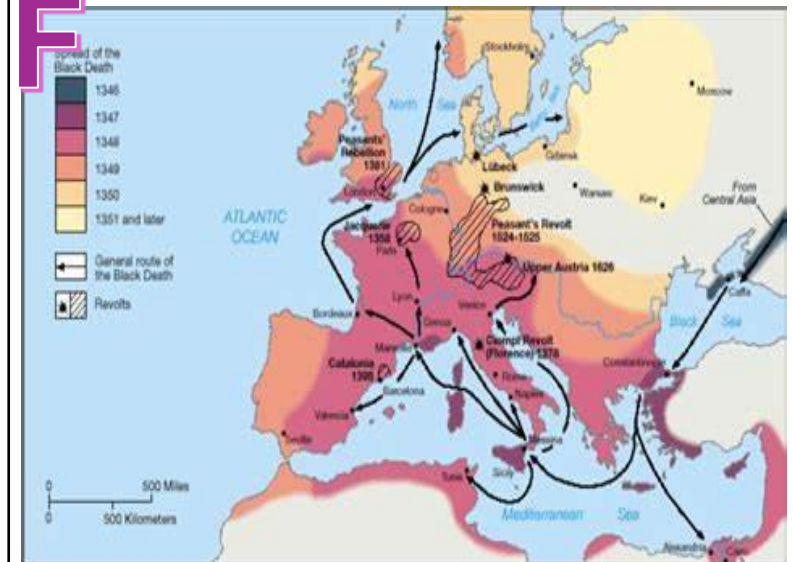 F
Spread of the
Black Death
1346
1347
1348
1349
1350
1351 and later
General route of
the Black Death
Revolts
ATLANTIC
OCEAN
North Sea
Stockholm
Moscow
Peasants'
Rebellion
1381
London
Lübeck
Gdansk
Brunswick
Warsaw
Kiev
From
Central Asia
Cologne
Jacquerie
1358
Paris
Peasant's Revolt
1524-1525
Upper Austria 1626
Caffa
Black Sea
Lyon
Venice
Bordeaux
Genoa
Marseille
Ciompi Revolt
(Florence) 1378
Constantinople
Catalonia
1395
Rome
Barcelona
Naples
València
Seville
Messina
Sicily
Tunis
0 500 Miles
0 500 Kilometers
Mediterranean Sea
Alexandria
Cairo